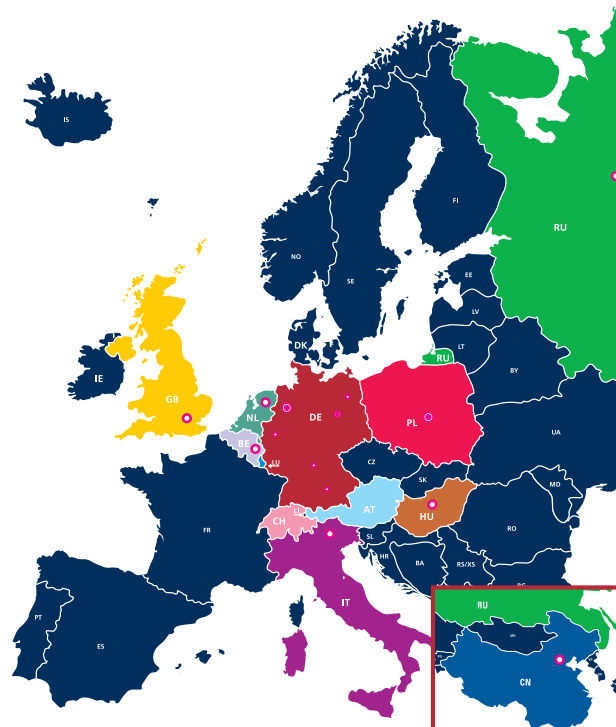 IS
FI
RU
NO
SE
EE
LV
LT
DK
RU
BY
IE
GB
NL
DE
PL
BE
UA
LU
CZ
SK
MD
AT
LI
CH
HU
RO
FR
SL
HR
BA
RS/XS
BG
IT
RU
PT
ES
CN